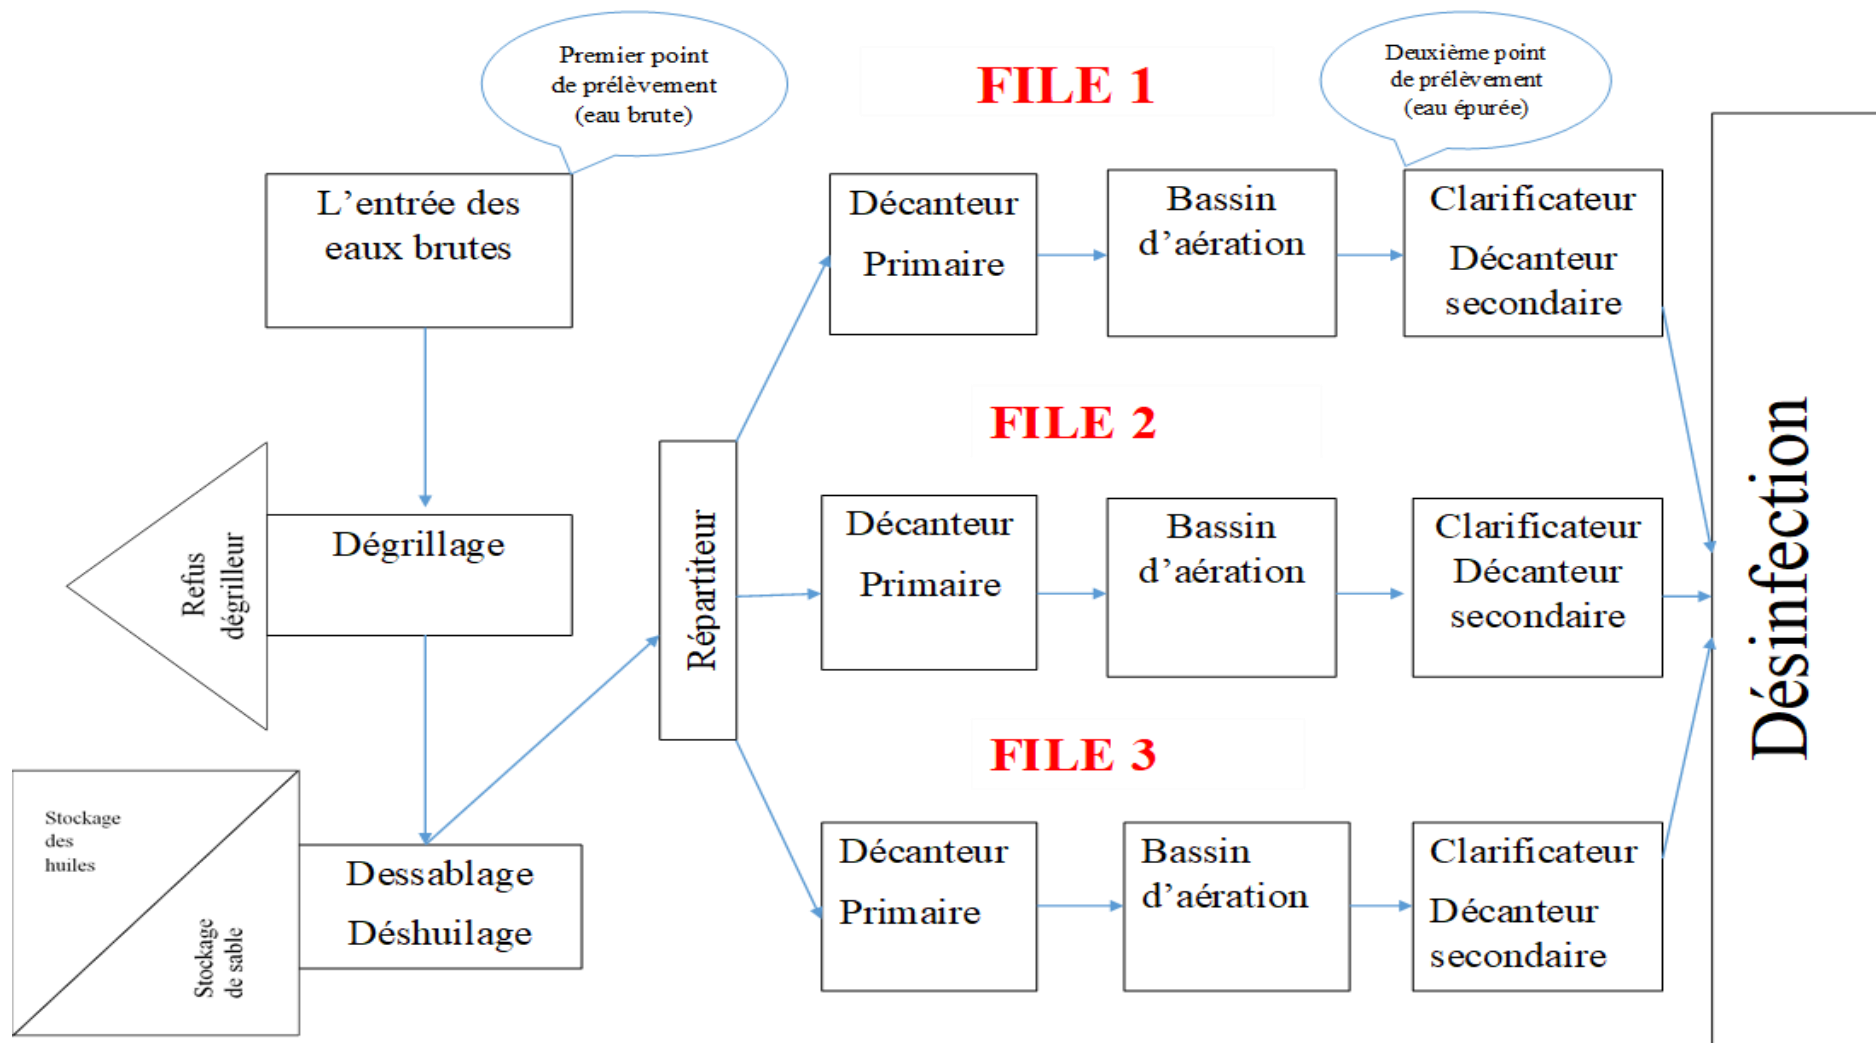 Premier point
de prélèvement
(eau brute)
FILE 1
Deuxième point
de prélèvement
(eau épurée)
L’entrée des
eaux brutes
Décanteur
Primaire
Bassin
d’aération
Clarificateur
Décanteur
secondaire
FILE 2
Refus
dégrilleur
Dégrillage
Répartiteur
Décanteur
Primaire
Bassin
d’aération
Clarificateur
Décanteur
secondaire
Désinfection
FILE 3
Stockage
des
huiles
Stockage
de sable
Dessablage
Déshuilage
Décanteur
Primaire
Bassin
d’aération
Clarificateur
Décanteur
secondaire